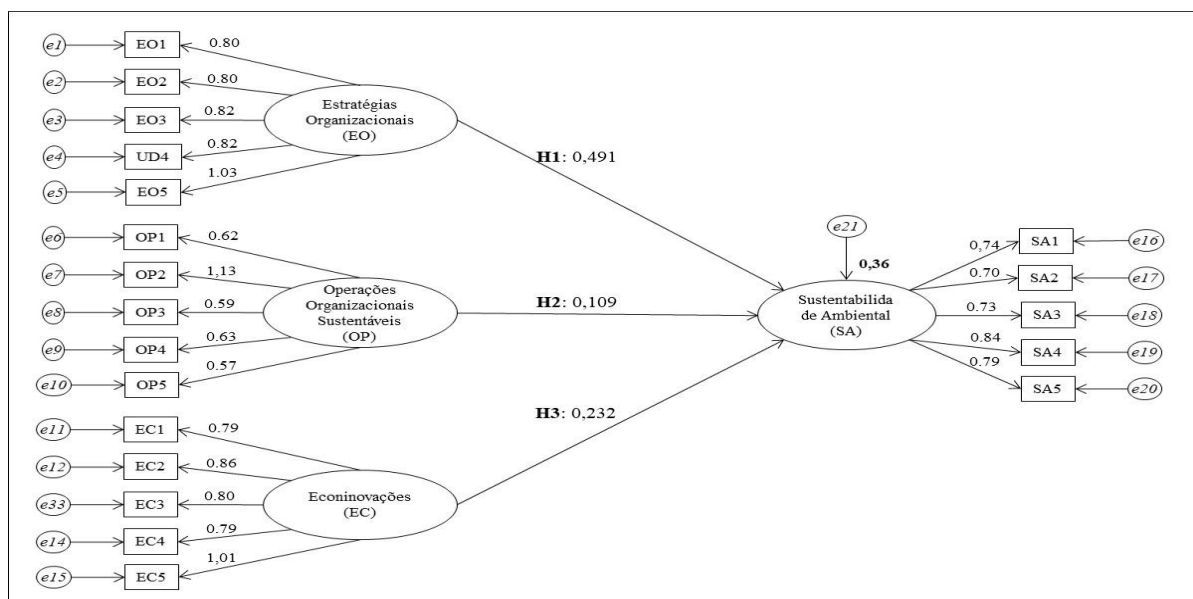 e1 EO1 0.80
e2 EO2 0.80
e3 EO3 0.82
e4 UD4 0.82
e5 EO5 1.03
Estratégias
Organizacionais
(EO)
H1: 0,491
e6 OP1 0.62
e7 OP2 1,13
e8 OP3 0.59
e9 OP4 0.63
e10 OP5 0.57
Operações
Organizacionais
Sustentáveis
(OP)
H2: 0,109
e11 EC1 0.79
e12 EC2 0.86
e33 EC3 0.80
e14 EC4 0.79
e15 EC5 1,01
Econinovações
(EC)
H3: 0,232
e21
0,36
Sustentabilida
de Ambiental
(SA)
0,74 SA1 e16
0.70 SA2 e17
0.73 SA3 e18
0.84 SA4 e19
0.79 SA5 e20